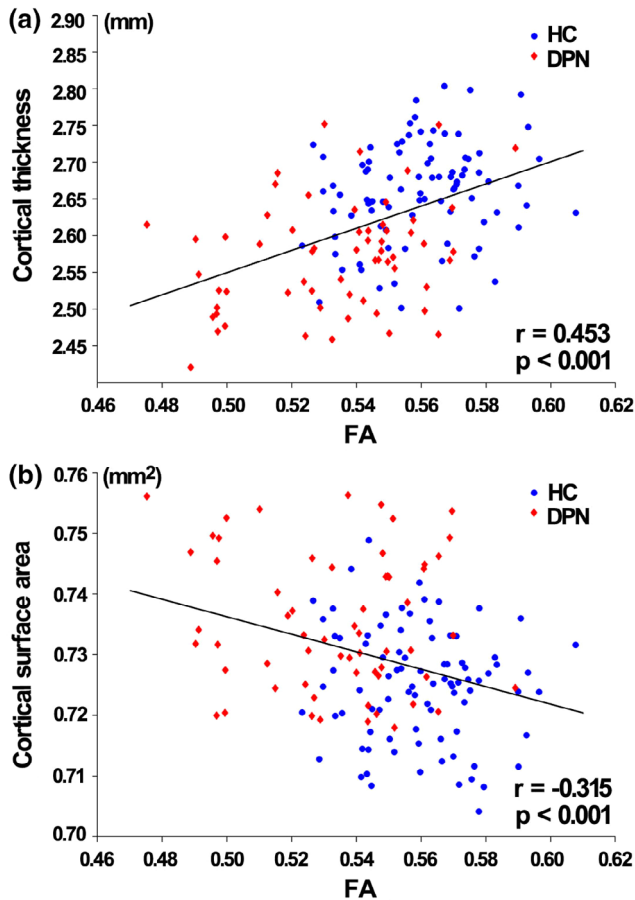 (a)
(mm)
HC
DPN
Cortical thickness
2.90
2.85
2.80
2.75
2.70
2.65
2.60
2.55
2.50
2.45
r = 0.453
p < 0.001
0.46 0.48 0.50 0.52 0.54 0.56 0.58 0.60 0.62
FA
(b)
(mm²)
HC
DPN
Cortical surface area
0.76
0.75
0.74
0.73
0.72
0.71
0.70
r = -0.315
p < 0.001
0.46 0.48 0.50 0.52 0.54 0.56 0.58 0.60 0.62
FA